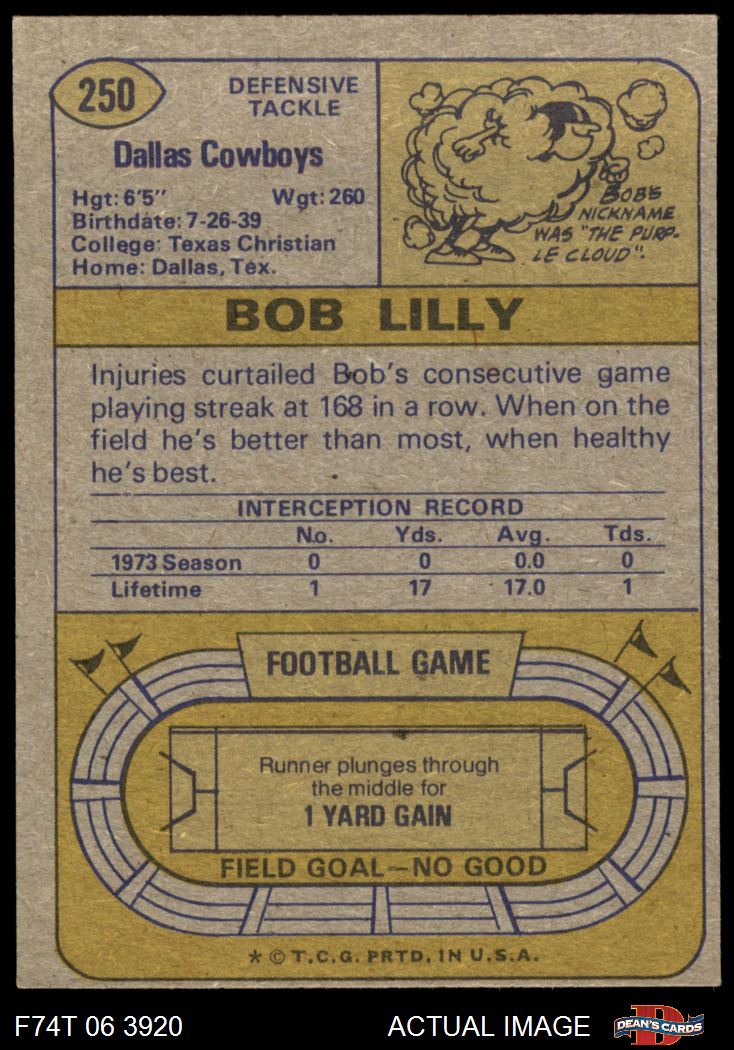 250
DEFENSIVE
TACKLE
Dallas Cowboys
Hgt: 6'5" Wgt: 260
Birthdate: 7-26-39
College: Texas Christian
Home: Dallas, Tex.
BOB'S
NICKNAME
WAS "THE PURP-
LE CLOUD".
BOB LILLY
Injuries curtailed Bob's consecutive game
playing streak at 168 in a row. When on the
field he's better than most, when healthy
he's best.
INTERCEPTION RECORD
No. Yds. Avg. Tds.
1973 Season 0 0 0.0 0
Lifetime 1 17 17.0 1
FOOTBALL GAME
Runner plunges through
the middle for
1 YARD GAIN
FIELD GOAL—NO GOOD
* © T.C.G. PRTD. IN U.S.A.
F74T 06 3920 ACTUAL IMAGE
D
DEAN'S CARDS